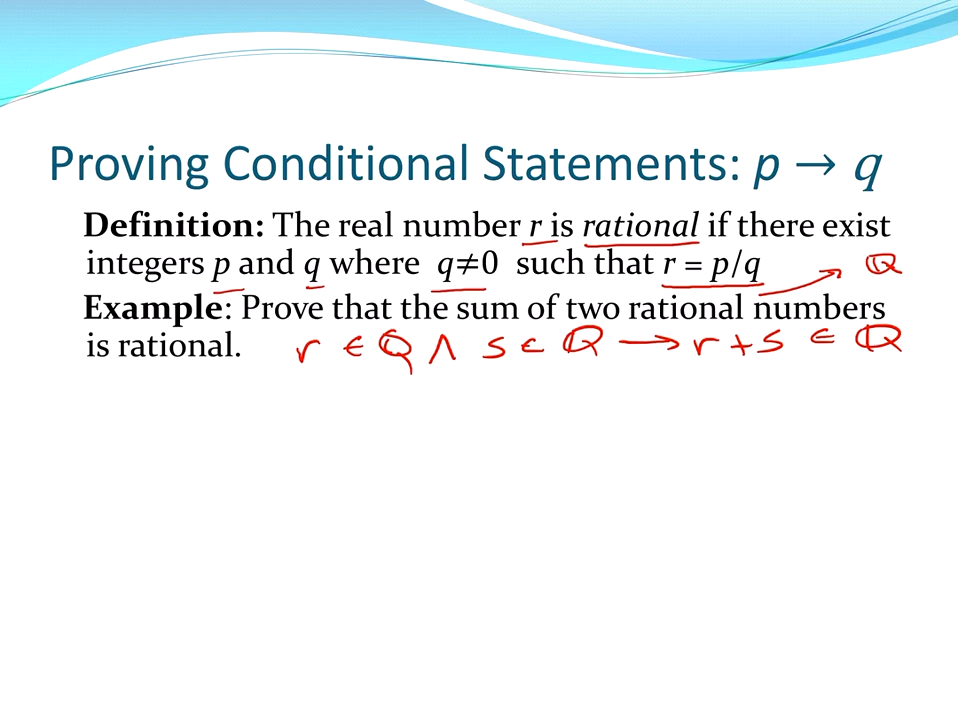 Proving Conditional Statements: p → q
Definition: The real number r is rational if there exist
integers p and q where q≠0 such that r = p/q
ℚ
Example: Prove that the sum of two rational numbers
is rational. r ∈ ℚ ∧ s ∈ ℚ → r + s ∈ ℚ